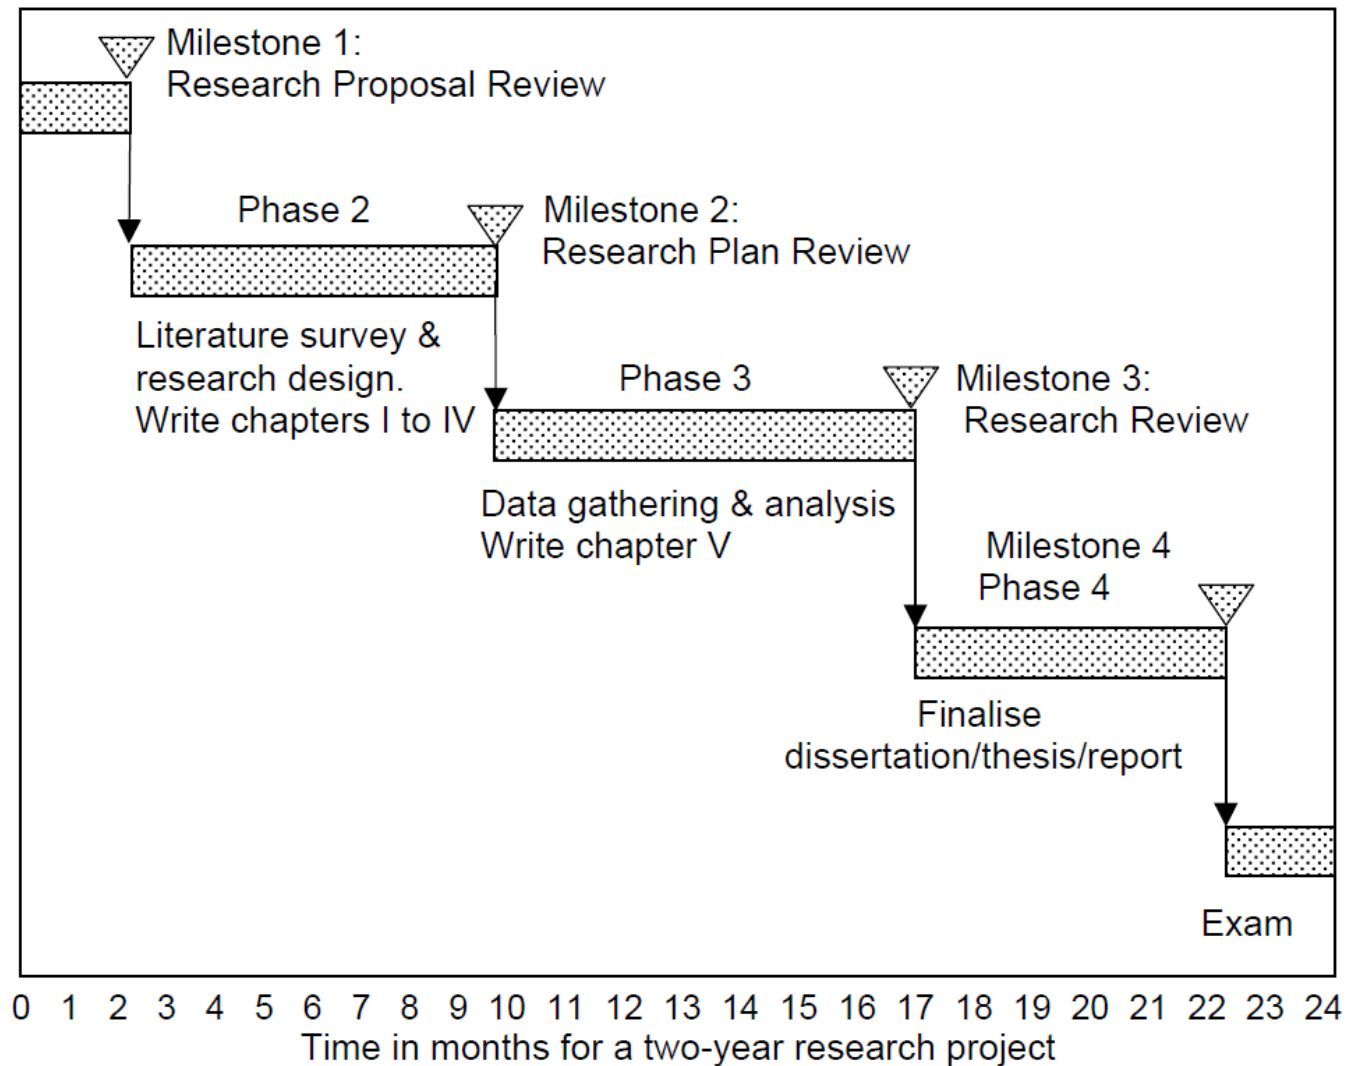 Milestone 1:
Research Proposal Review
Phase 2
Milestone 2:
Research Plan Review
Literature survey &
research design.
Write chapters I to IV
Phase 3
Milestone 3:
Research Review
Data gathering & analysis
Write chapter V
Milestone 4
Phase 4
Finalise
dissertation/thesis/report
Exam
0 1 2 3 4 5 6 7 8 9 10 11 12 13 14 15 16 17 18 19 20 21 22 23 24
Time in months for a two-year research project